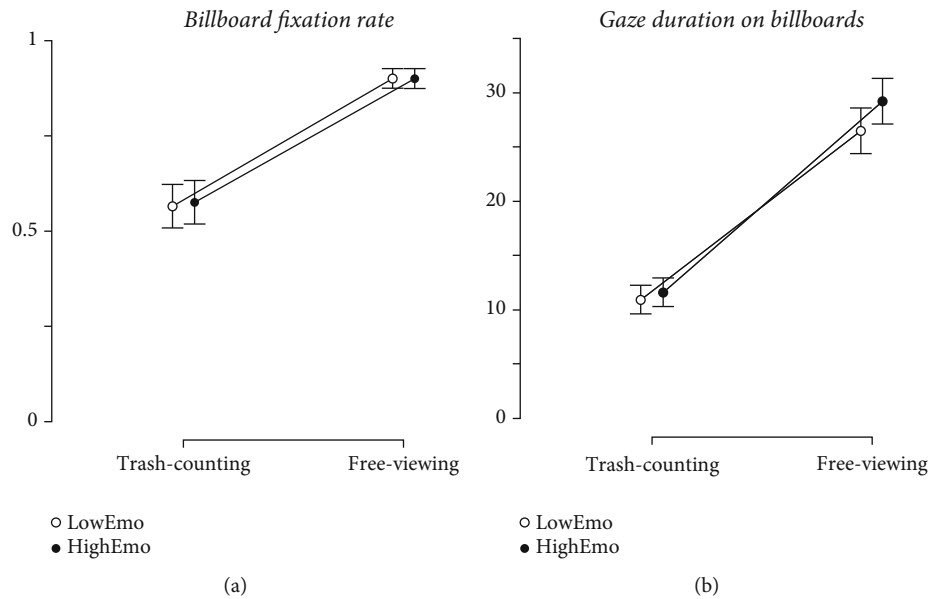 Billboard fixation rate
1
0.5
0
Trash-counting Free-viewing
LowEmo
HighEmo
(a)
Gaze duration on billboards
30
20
10
0
Trash-counting Free-viewing
LowEmo
HighEmo
(b)